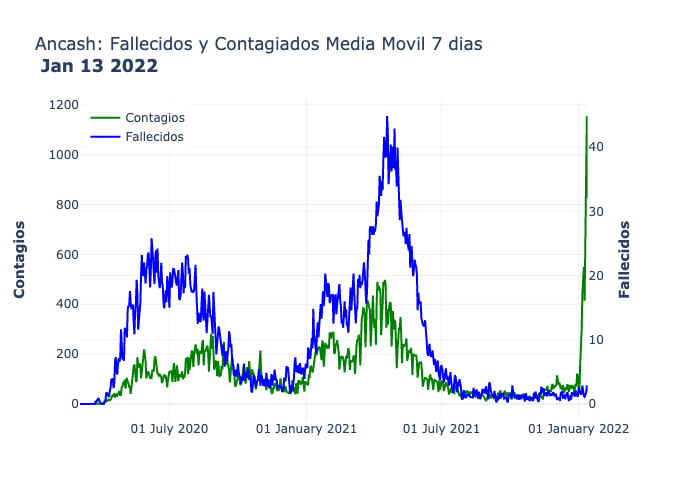 Ancash: Fallecidos y Contagiados Media Movil 7 dias
Jan 13 2022
Contagios
Fallecidos
1200
1000
800
600
400
200
0
40
30
20
10
0
Contagios
Fallecidos
01 July 2020
01 January 2021
01 July 2021
01 January 2022